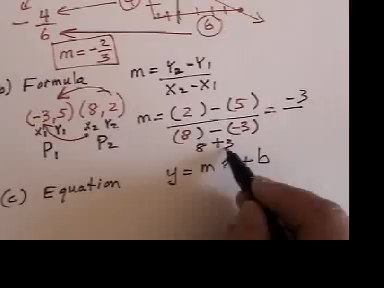 - 4/6
6
m = - 2/3
b) Formula
m = Y₂ - Y₁ / X₂ - X₁
(-3, 5) (8, 2)
X₁ Y₁ X₂ Y₂
P₁ P₂
m = (2) - (5) / (8) - (-3) = -3
8 + 3
(c) Equation
y = m + b